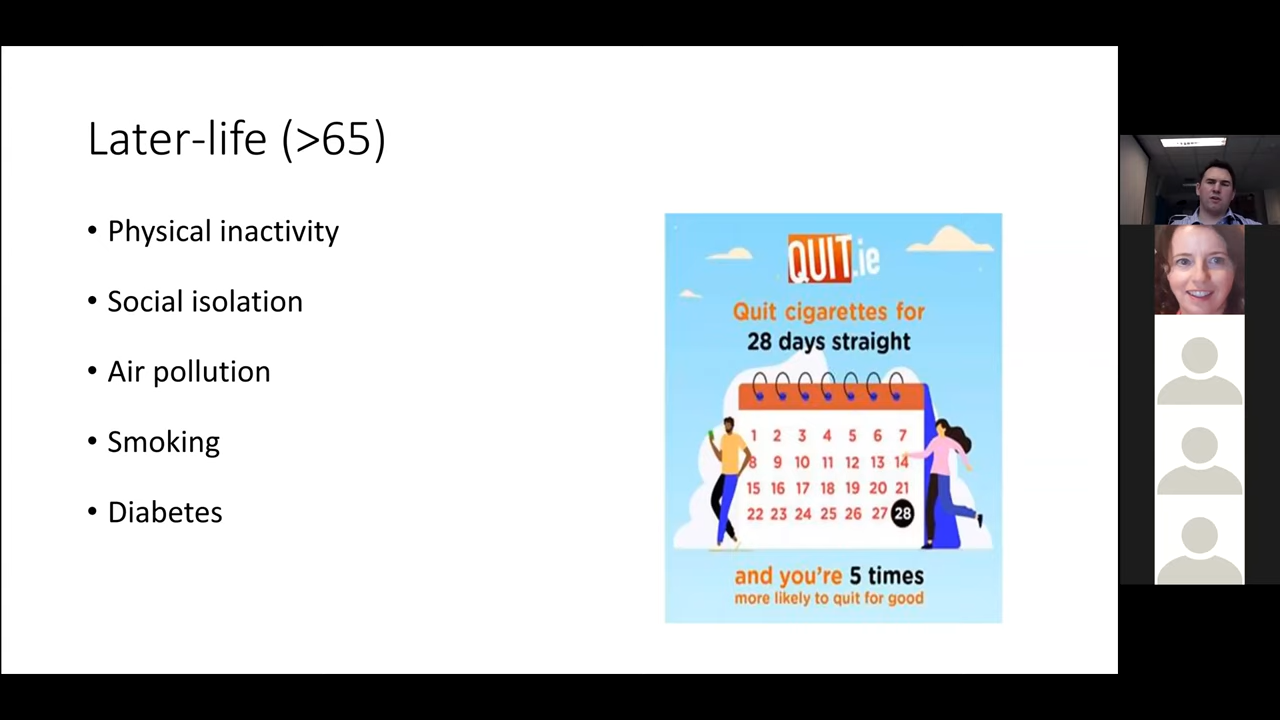 Later-life (>65)
• Physical inactivity
• Social isolation
• Air pollution
• Smoking
• Diabetes
QUIT.ie
Quit cigarettes for
28 days straight
1 2 3 4 5 6 7
8 9 10 11 12 13 14
15 16 17 18 19 20 21
22 23 24 25 26 27 28
and you're 5 times
more likely to quit for good